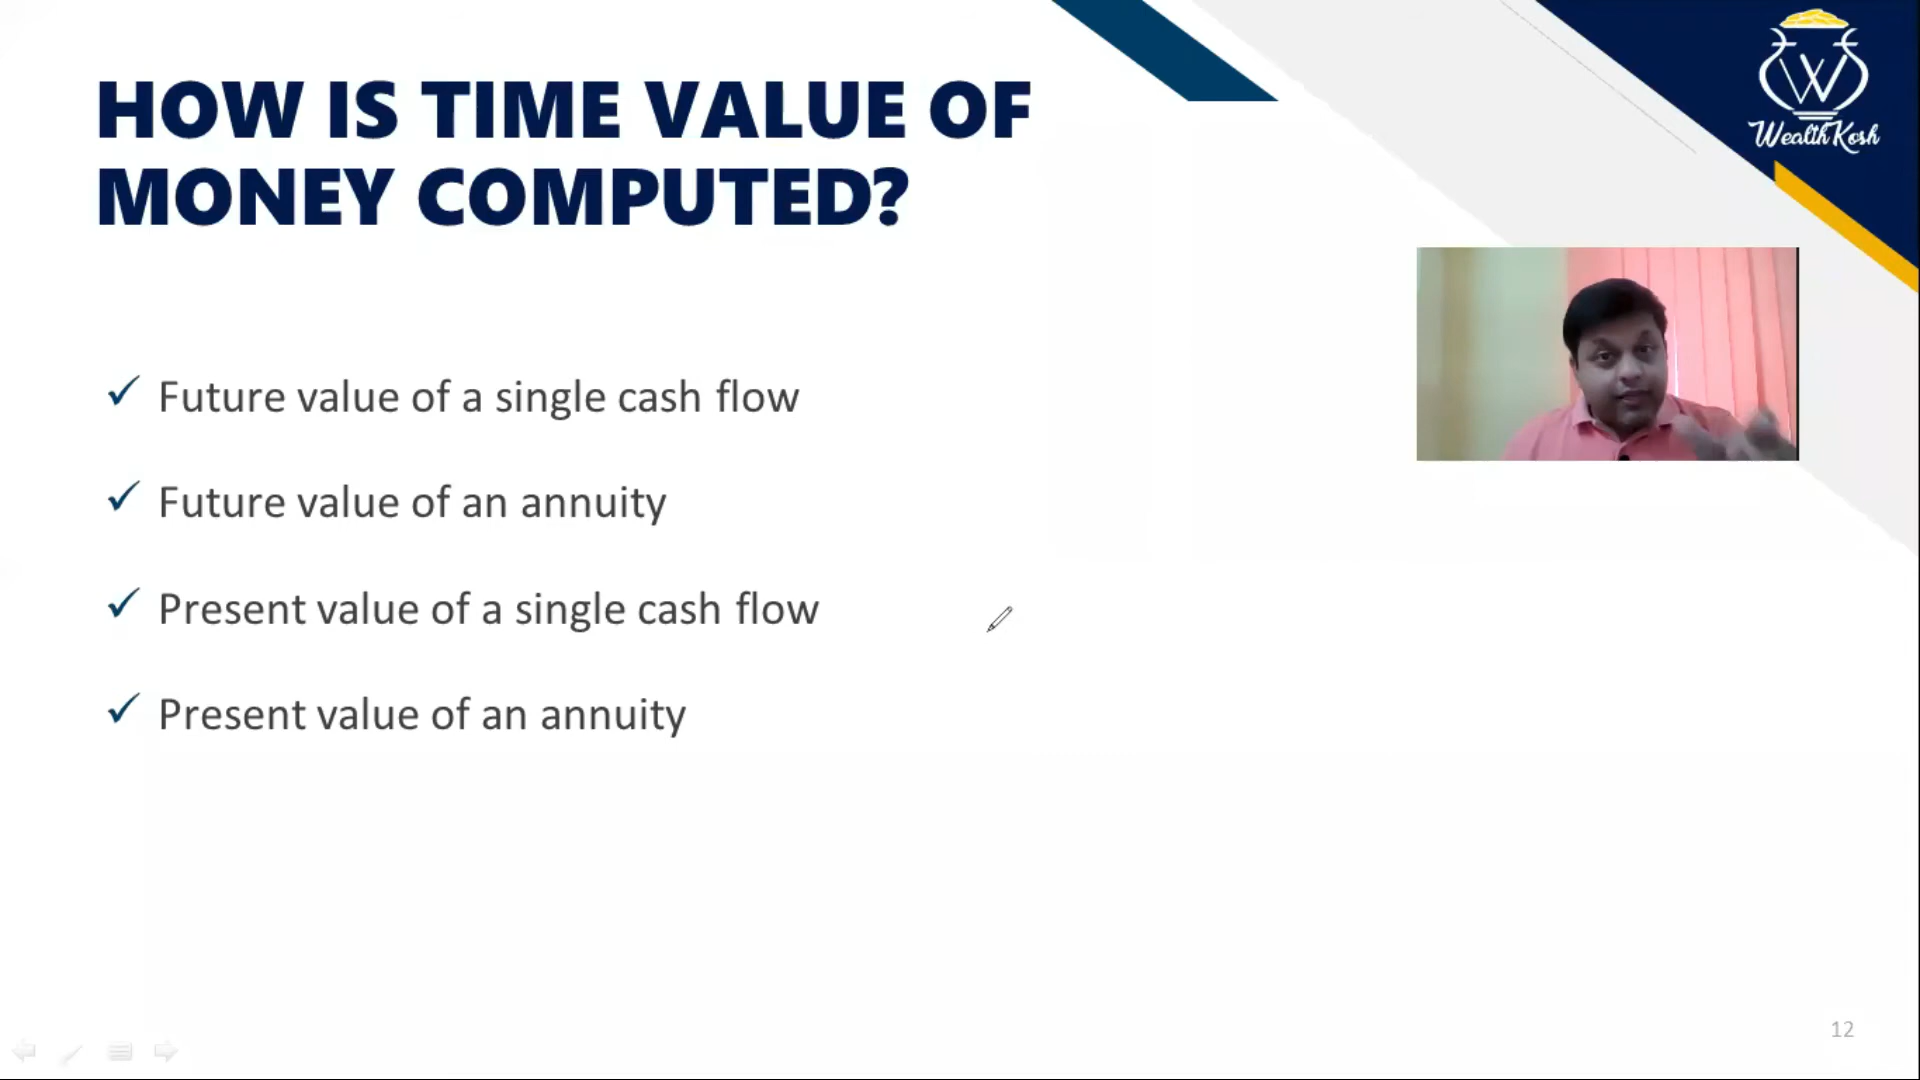 HOW IS TIME VALUE OF
MONEY COMPUTED?
W
WealthKosh
Future value of a single cash flow
Future value of an annuity
Present value of a single cash flow
Present value of an annuity
12